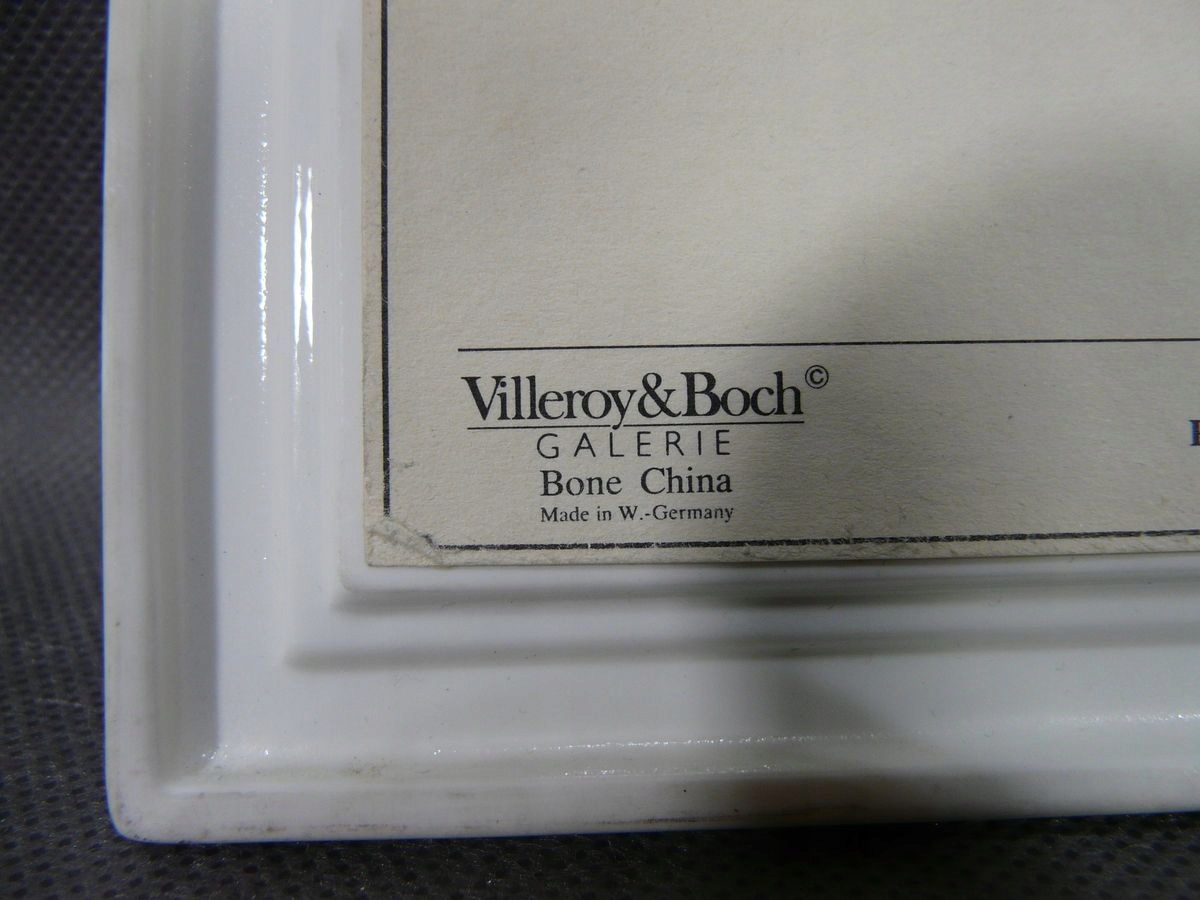 Villeroy&Boch©
GALERIE
Bone China
Made in W.-Germany